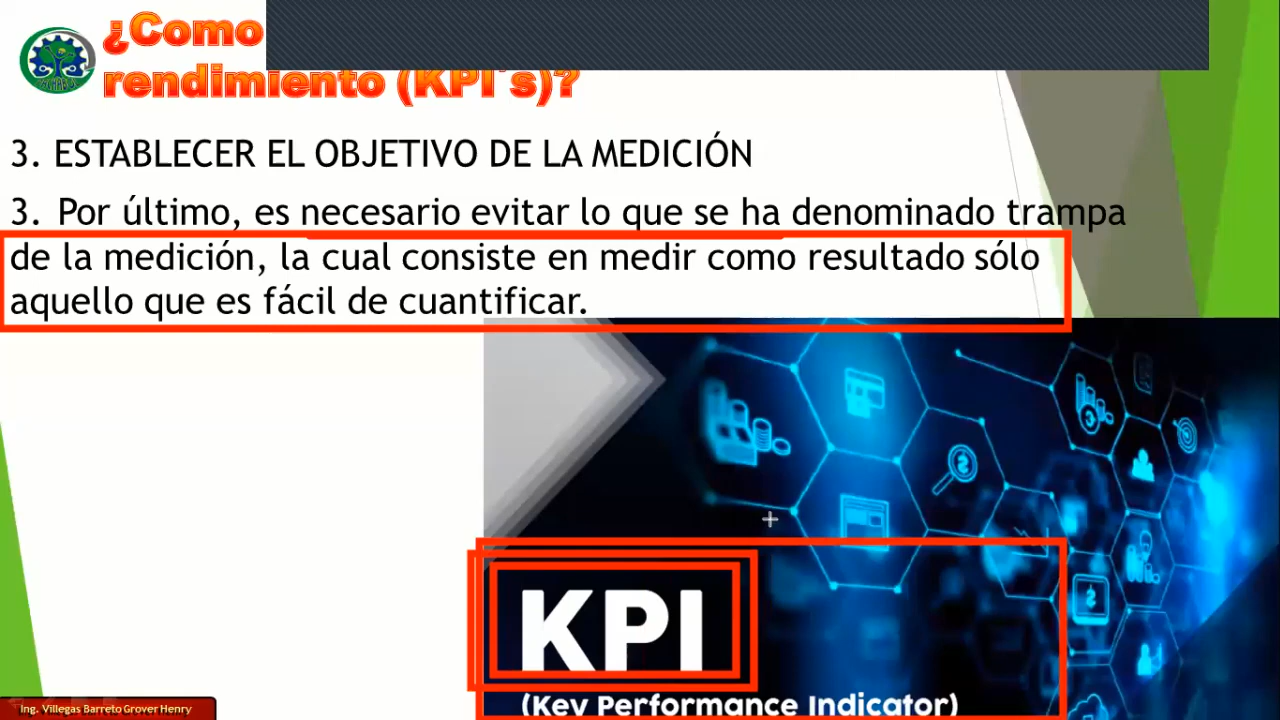 ¿Como
rendimiento (KPI's)?
3. ESTABLECER EL OBJETIVO DE LA MEDICIÓN
3. Por último, es necesario evitar lo que se ha denominado trampa
de la medición, la cual consiste en medir como resultado sólo
aquello que es fácil de cuantificar.
KPI
(Key Performance Indicator)
Ing. Villegas Barreto Grover Henry